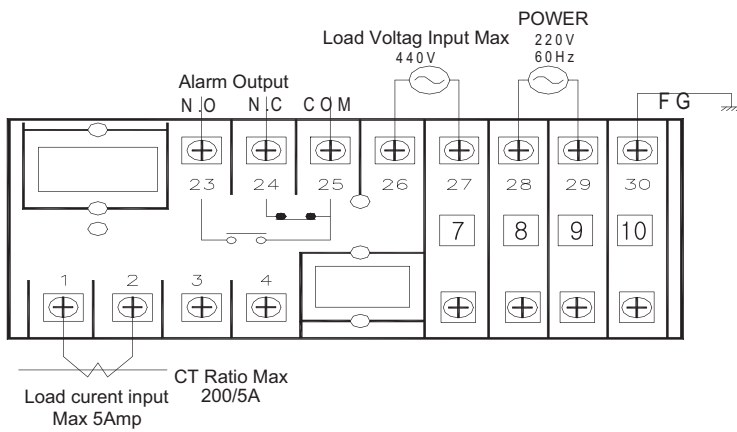 POWER
220V
60Hz
Load Voltag Input Max
440V
Alarm Output
N.O N.C COM
F G
23 24 25 26 27 28 29 30
7 8 9 10
1 2 3 4
CT Ratio Max
200/5A
Load curent input
Max 5Amp